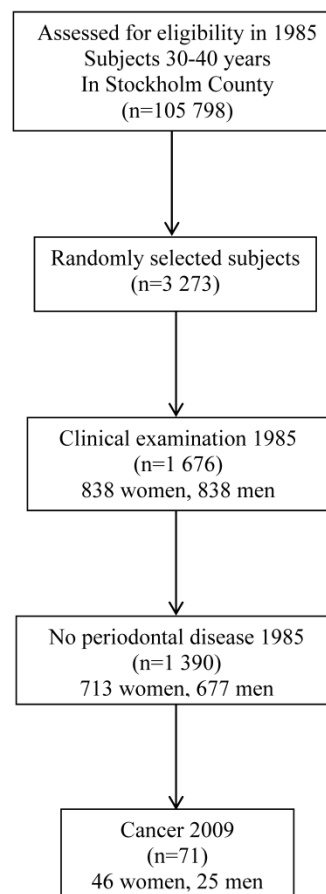 Assessed for eligibility in 1985
Subjects 30-40 years
In Stockholm County
(n=105 798)
Randomly selected subjects
(n=3 273)
Clinical examination 1985
(n=1 676)
838 women, 838 men
No periodontal disease 1985
(n=1 390)
713 women, 677 men
Cancer 2009
(n=71)
46 women, 25 men